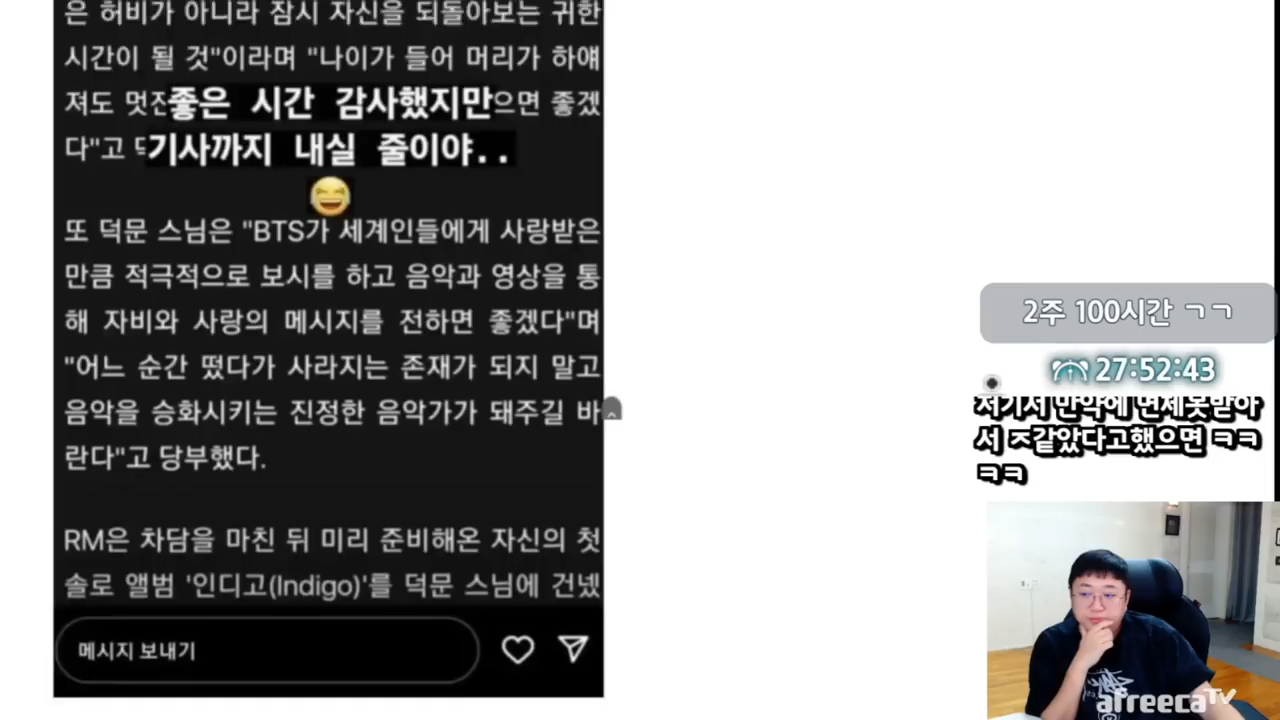 은 허비가 아니라 잠시 자신을 되돌아보는 귀한
시간이 될 것"이라며 "나이가 들어 머리가 하얘
져도 멋진 으면 좋겠
다"고
좋은 시간 감사했지만
기사까지 내실 줄이야..
또 덕문 스님은 "BTS가 세계인들에게 사랑받은
만큼 적극적으로 보시를 하고 음악과 영상을 통
해 자비와 사랑의 메시지를 전하면 좋겠다"며
"어느 순간 떴다가 사라지는 존재가 되지 말고
음악을 승화시키는 진정한 음악가가 돼주길 바
란다"고 당부했다.
RM은 차담을 마친 뒤 미리 준비해온 자신의 첫
솔로 앨범 '인디고(Indigo)'를 덕문 스님에 건넸
메시지 보내기
2주 100시간 ㄱㄱ
27:52:43
저기서 만약에 면제못받아
서 ㅈ같았다고했으면 ㅋㅋ
ㅋㅋ
afreecaTV